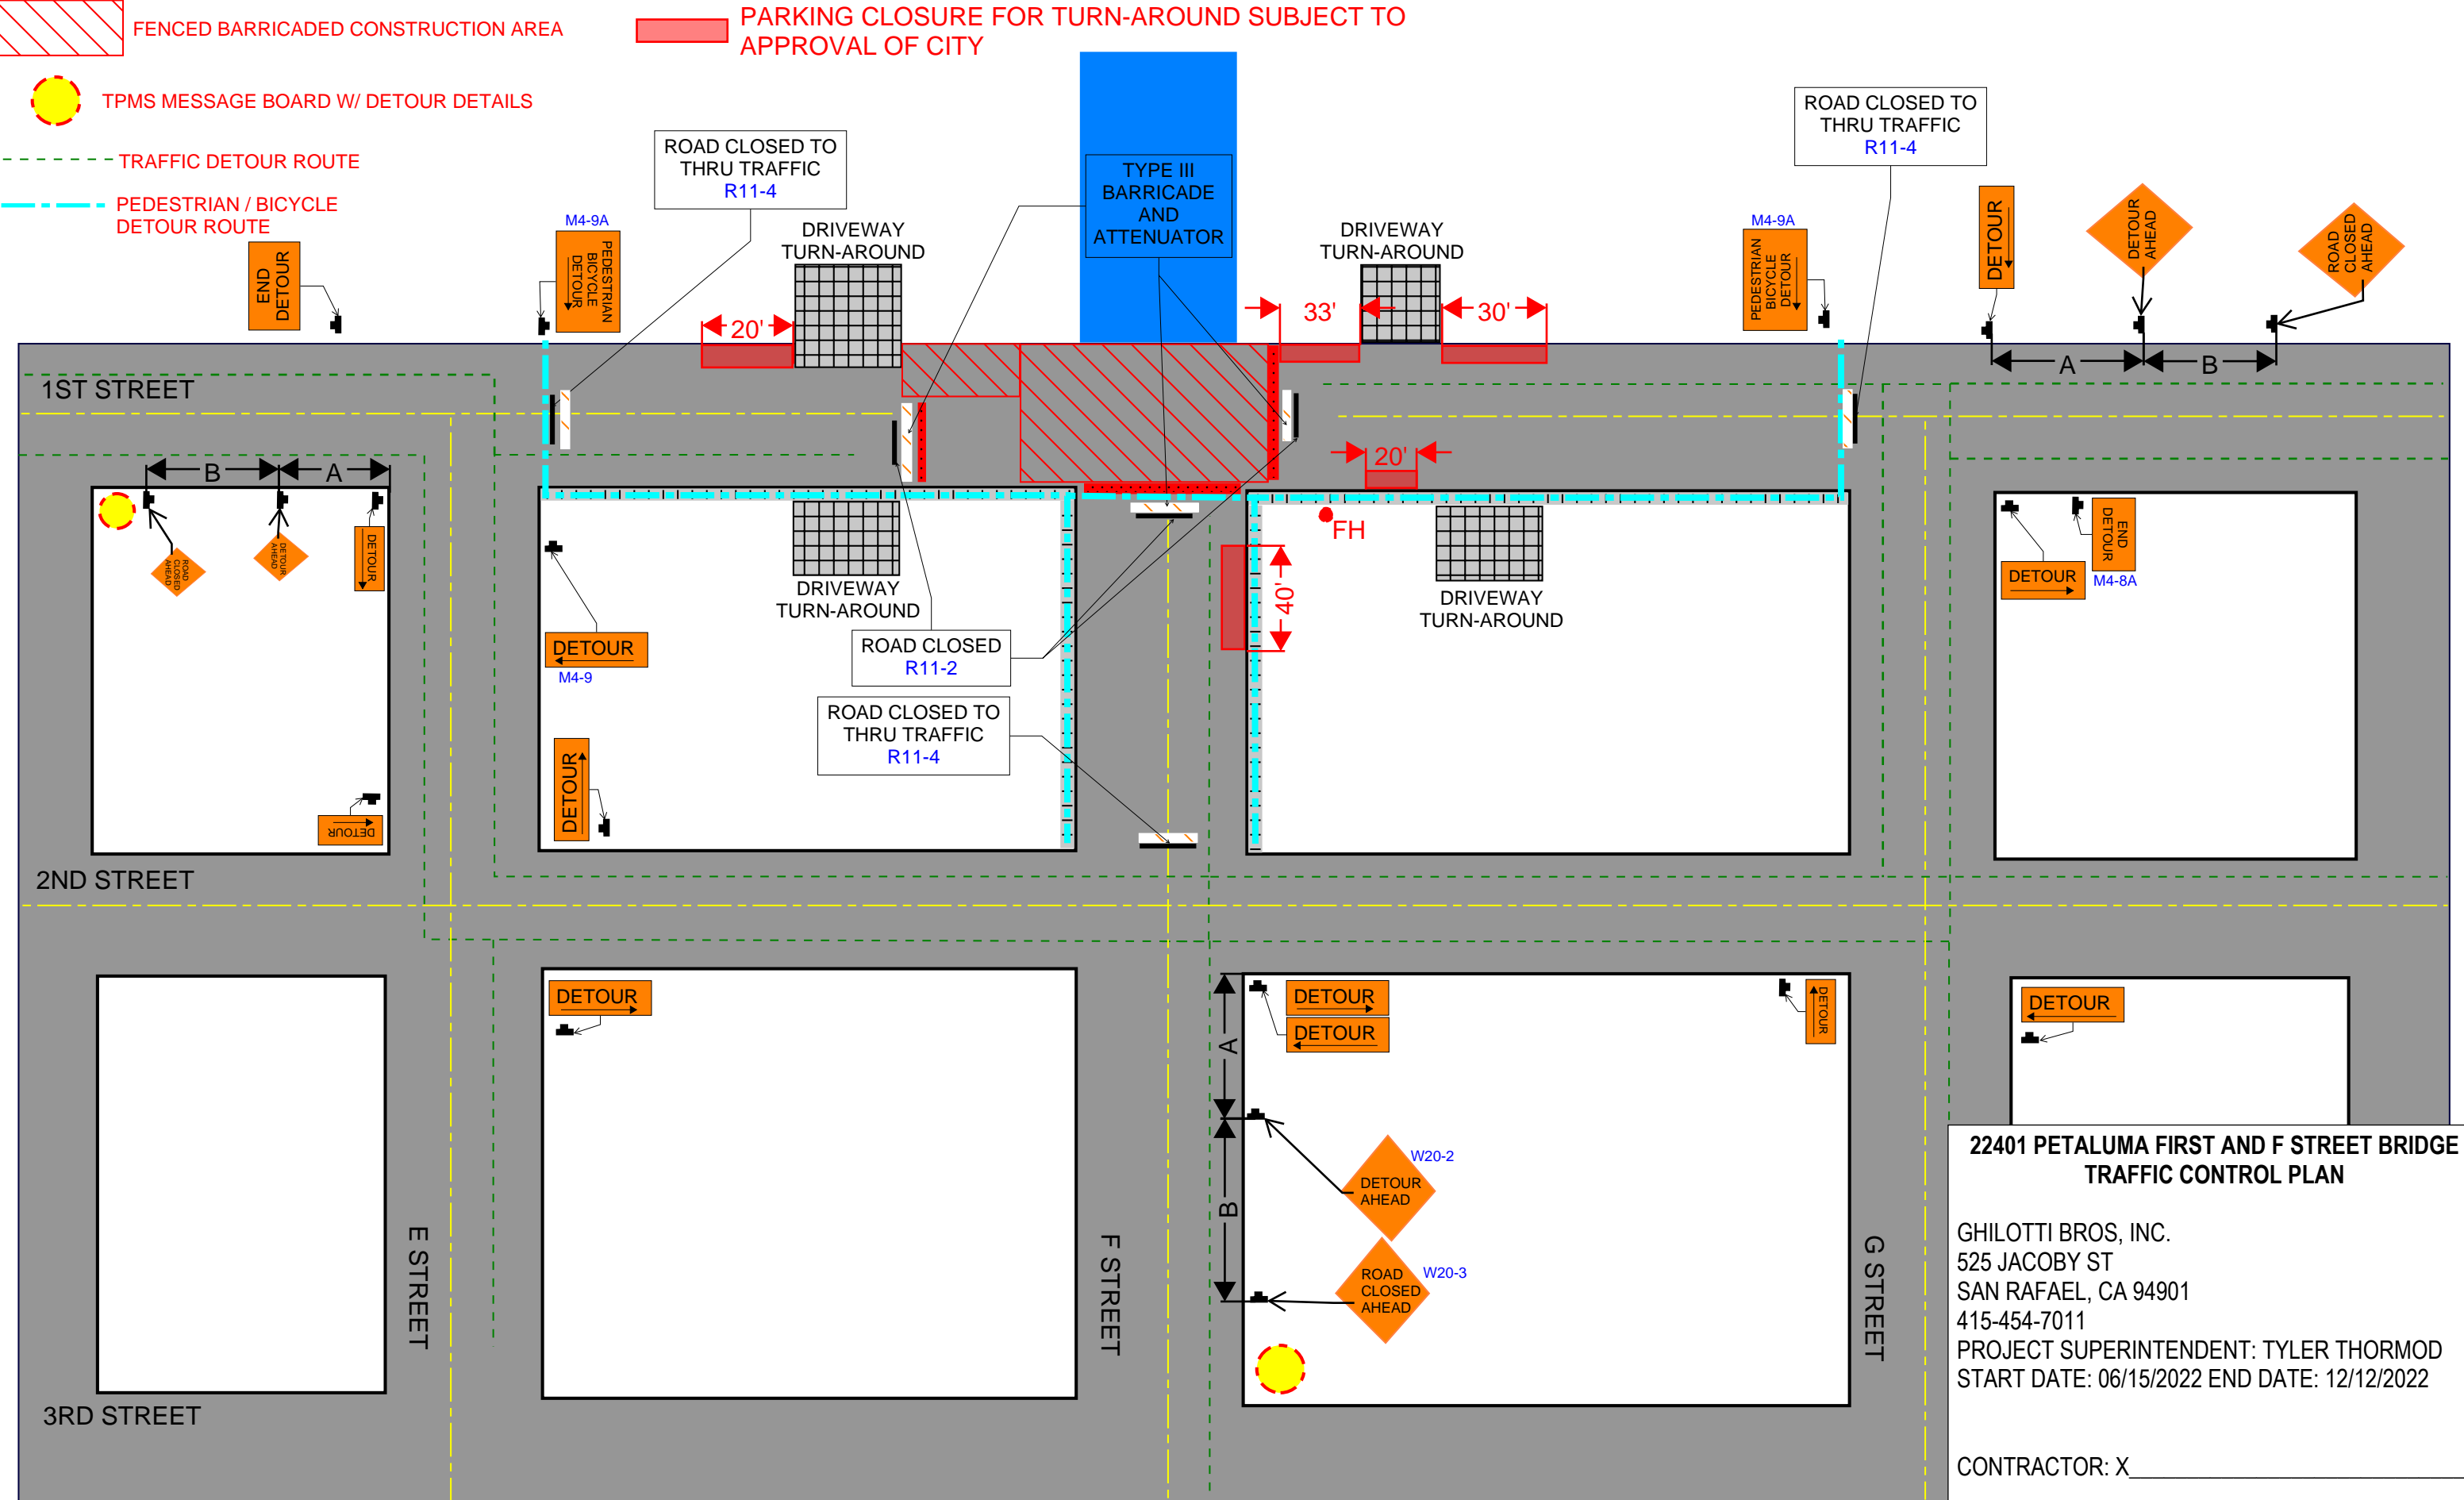 FENCED BARRICADED CONSTRUCTION AREA
PARKING CLOSURE FOR TURN-AROUND SUBJECT TO
APPROVAL OF CITY
TPMS MESSAGE BOARD W/ DETOUR DETAILS
TRAFFIC DETOUR ROUTE
PEDESTRIAN / BICYCLE
DETOUR ROUTE
ROAD CLOSED TO
THRU TRAFFIC
R11-4
TYPE III
BARRICADE
AND
ATTENUATOR
ROAD CLOSED TO
THRU TRAFFIC
R11-4
END
DETOUR
M4-9A
PEDESTRIAN
BICYCLE
DETOUR
DRIVEWAY
TURN-AROUND
DRIVEWAY
TURN-AROUND
M4-9A
PEDESTRIAN
BICYCLE
DETOUR
DETOUR
DETOUR
AHEAD
ROAD
CLOSED
AHEAD
20'
33'
30'
1ST STREET
A
B
B
A
20'
ROAD
CLOSED
AHEAD
DETOUR
AHEAD
DETOUR
DRIVEWAY
TURN-AROUND
FH
40'
DRIVEWAY
TURN-AROUND
DETOUR
END
DETOUR
M4-8A
DETOUR
M4-9
ROAD CLOSED
R11-2
ROAD CLOSED TO
THRU TRAFFIC
R11-4
DETOUR
DETOUR
2ND STREET
DETOUR
DETOUR
DETOUR
DETOUR
DETOUR
A
B
DETOUR
AHEAD
W20-2
ROAD
CLOSED
AHEAD
W20-3
E STREET
F STREET
G STREET
3RD STREET
22401 PETALUMA FIRST AND F STREET BRIDGE
TRAFFIC CONTROL PLAN
GHILOTTI BROS, INC.
525 JACOBY ST
SAN RAFAEL, CA 94901
415-454-7011
PROJECT SUPERINTENDENT: TYLER THORMOD
START DATE: 06/15/2022 END DATE: 12/12/2022
CONTRACTOR: X